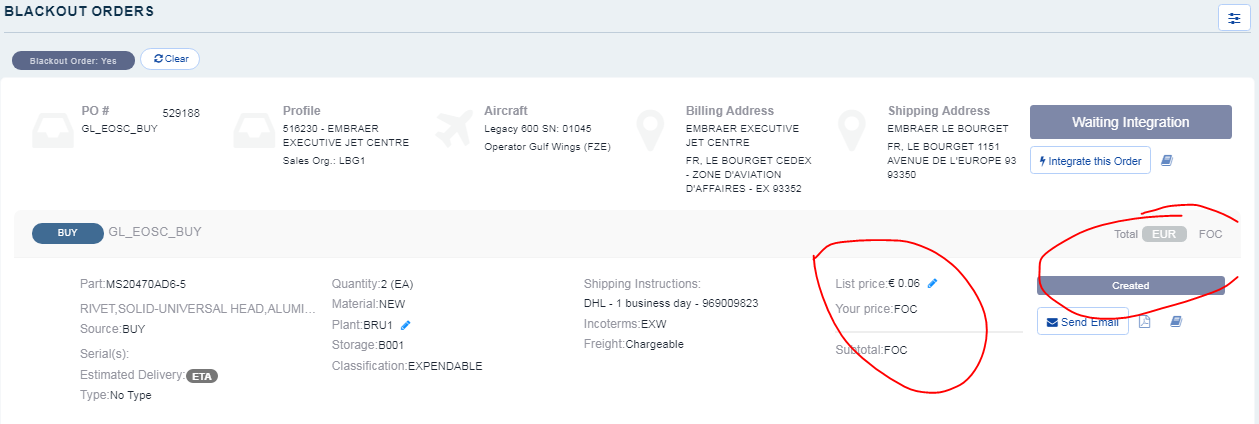 BLACKOUT ORDERS
Blackout Order: Yes
Clear
PO #
529188
GL_EOSC_BUY
Profile
516230 - EMBRAER
EXECUTIVE JET CENTRE
Sales Org.: LBG1
Aircraft
Legacy 600 SN: 01045
Operator Gulf Wings (FZE)
Billing Address
EMBRAER EXECUTIVE
JET CENTRE
FR, LE BOURGET CEDEX
- ZONE D'AVIATION
D'AFFAIRES - EX 93352
Shipping Address
EMBRAER LE BOURGET
FR, LE BOURGET 1151
AVENUE DE L'EUROPE 93
93350
Waiting Integration
Integrate this Order
BUY
GL_EOSC_BUY
Total EUR FOC
Part:MS20470AD6-5
RIVET,SOLID-UNIVERSAL HEAD,ALUMI...
Source:BUY
Serial(s):
Estimated Delivery:ETA
Type:No Type
Quantity:2 (EA)
Material:NEW
Plant:BRU1
Storage:B001
Classification:EXPENDABLE
Shipping Instructions:
DHL - 1 business day - 969009823
Incoterms:EXW
Freight:Chargeable
List price:€ 0.06
Your price:FOC
Subtotal:FOC
Created
Send Email